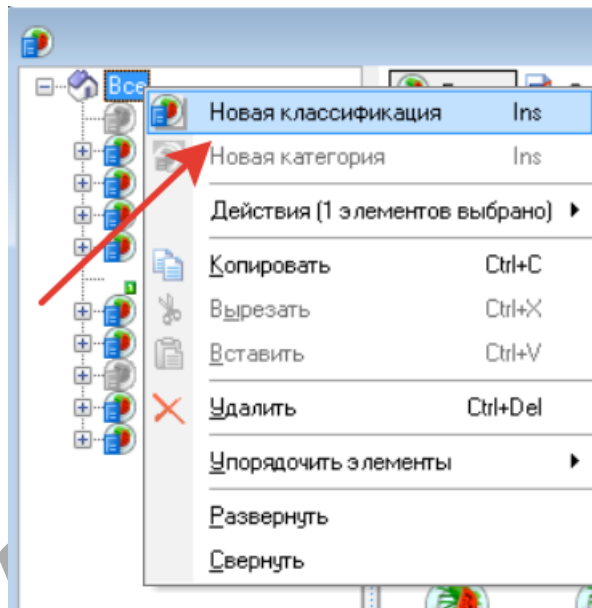 Все
Новая классификация Ins
Новая категория Ins
Действия (1 элементов выбрано)
Копировать Ctrl+C
Вырезать Ctrl+X
Вставить Ctrl+V
Удалить Ctrl+Del
Упорядочить элементы
Развернуть
Свернуть